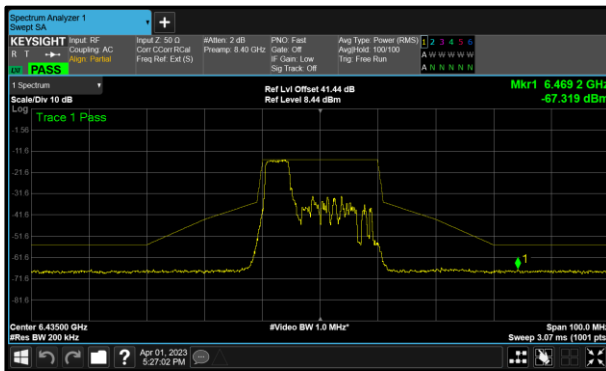 Spectrum Analyzer 1
Swept SA
KEYSIGHT
R T
PASS
Input: RF
Coupling: AC
Align: Partial
Input Z: 50 Ω
Corr CCorr RCal
Freq Ref: Ext (S)
#Atten: 2 dB
Preamp: 8.40 GHz
PNO: Fast
Gate: Off
IF Gain: Low
Sig Track: Off
Avg Type: Power (RMS)
Avg|Hold: 100/100
Trig: Free Run
1 2 3 4 5 6
A W W W W W
A N N N N N
1 Spectrum
Scale/Div 10 dB
Ref Lvl Offset 41.44 dB
Ref Level 8.44 dBm
Mkr1 6.469 2 GHz
-67.319 dBm
Log
Trace 1 Pass
-1.56
-11.6
-21.6
-31.6
-41.6
-51.6
-61.6
-71.6
-81.6
1
Center 6.43500 GHz
#Res BW 200 kHz
#Video BW 1.0 MHz*
Span 100.0 MHz
Sweep 3.07 ms (1001 pts)
?
Apr 01, 2023
5:27:02 PM